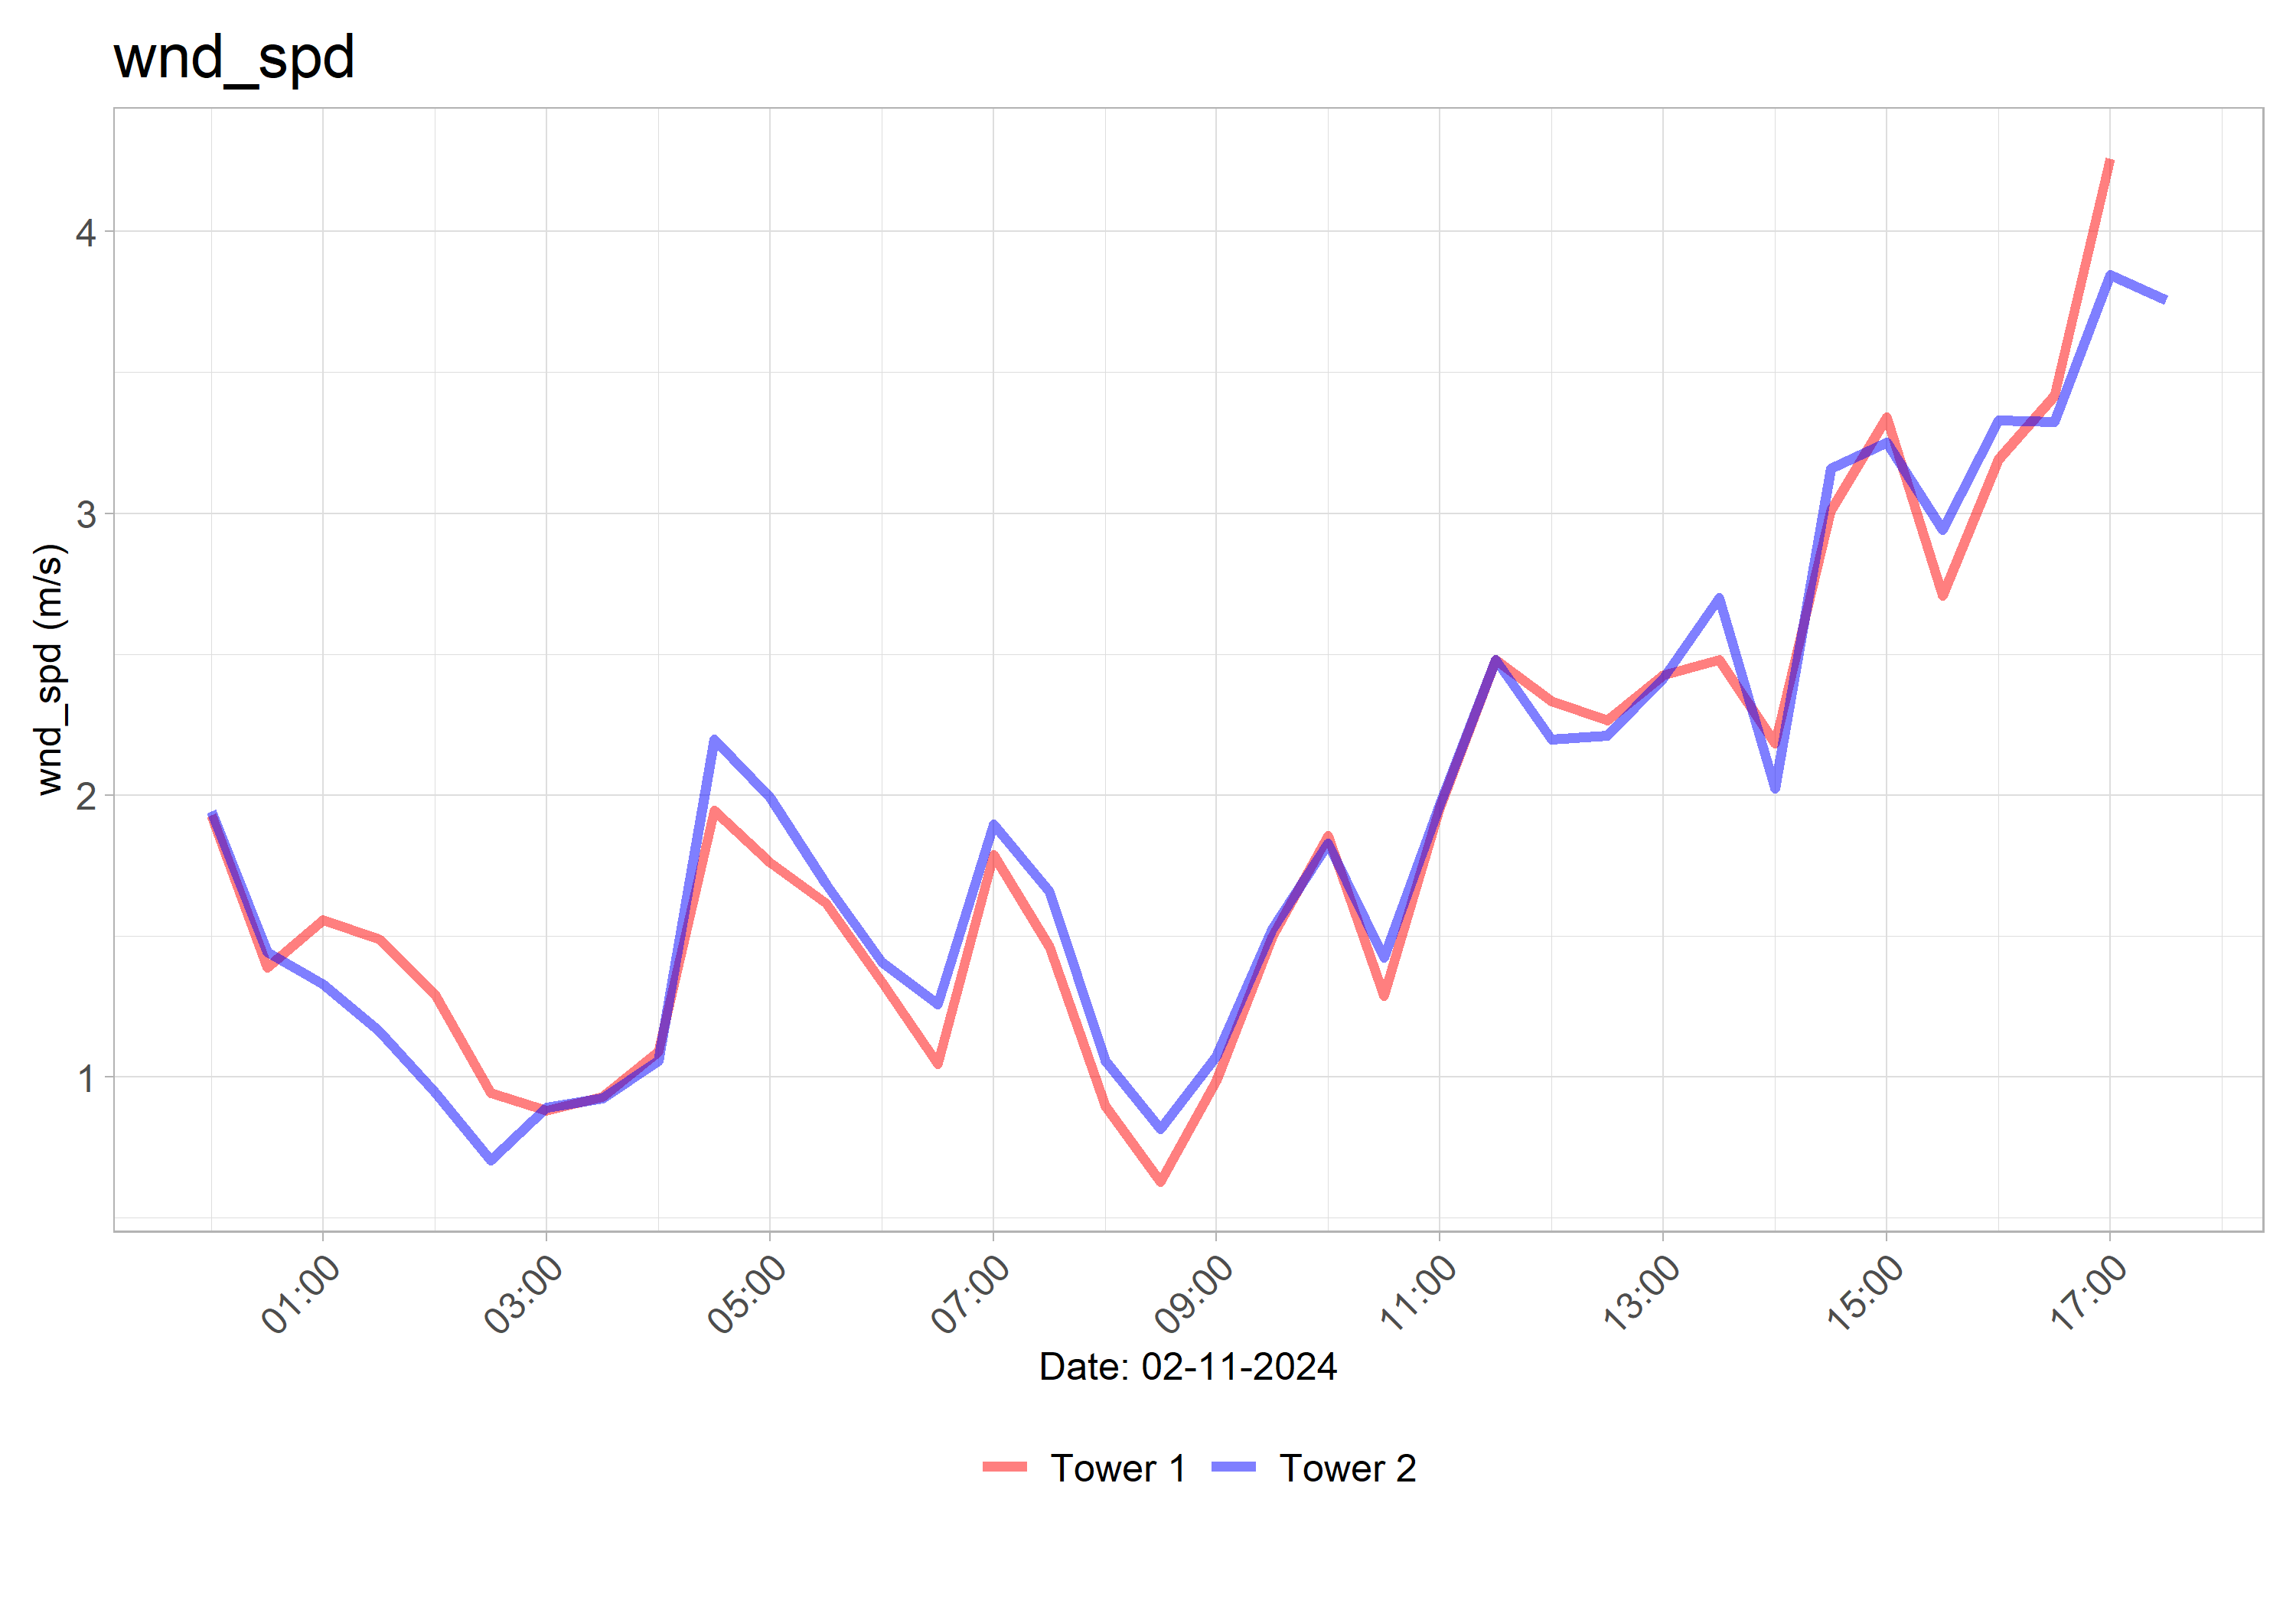 wnd_spd
4
3
2
1
wnd_spd (m/s)
01:00 03:00 05:00 07:00 09:00 11:00 13:00 15:00 17:00
Date: 02-11-2024
Tower 1 Tower 2